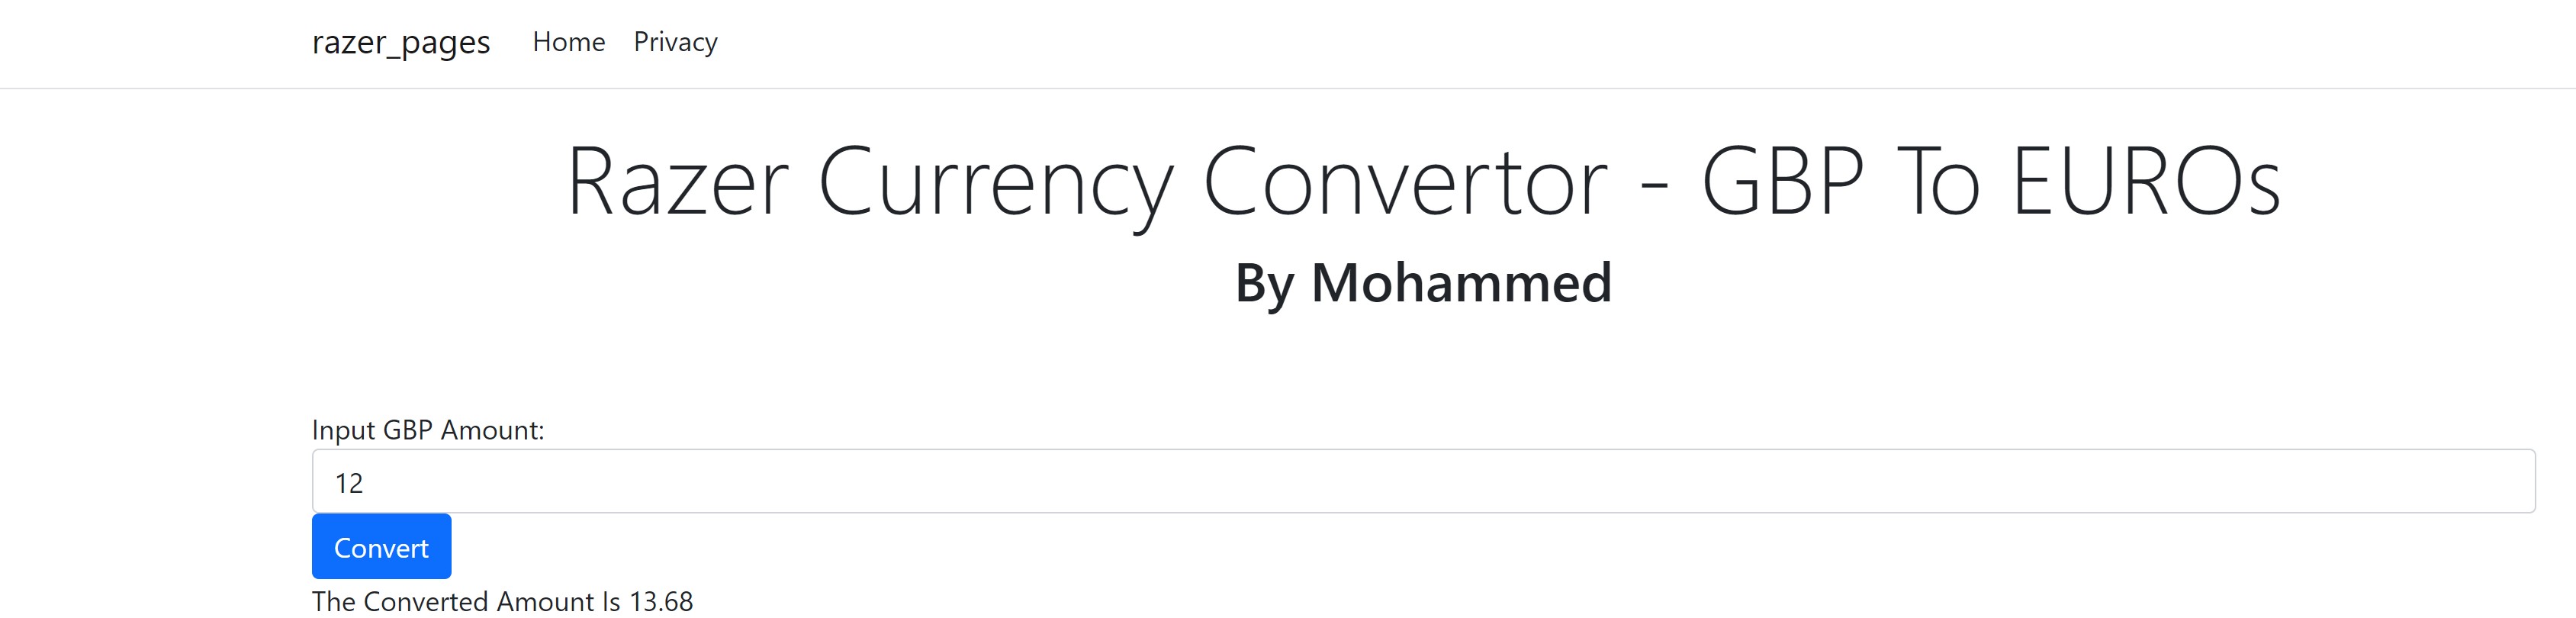 razer_pages Home Privacy
Razer Currency Convertor - GBP To EUROs
By Mohammed
Input GBP Amount:
12
Convert
The Converted Amount Is 13.68